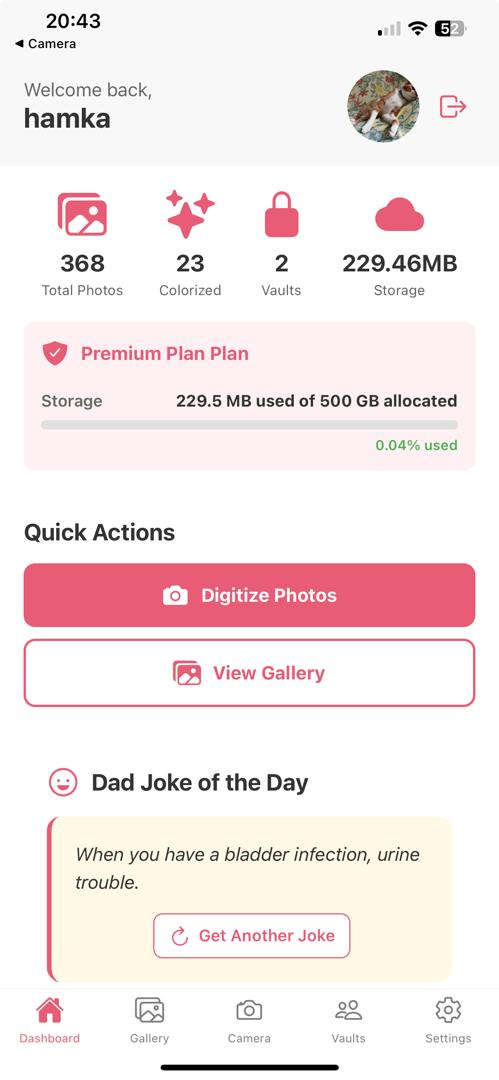 20:43
52
◀ Camera
Welcome back,
hamka
368
Total Photos
23
Colorized
2
Vaults
229.46MB
Storage
Premium Plan Plan
Storage
229.5 MB used of 500 GB allocated
0.04% used
Quick Actions
Digitize Photos
View Gallery
Dad Joke of the Day
When you have a bladder infection, urine
trouble.
Get Another Joke
Dashboard
Gallery
Camera
Vaults
Settings